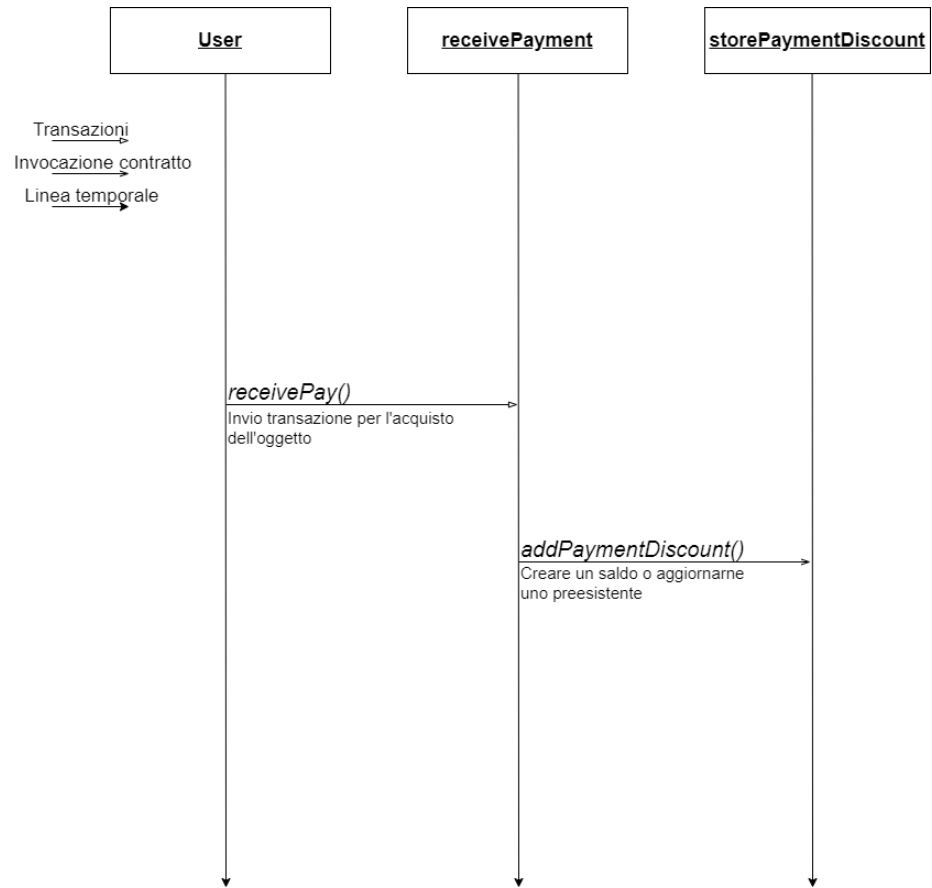 User
receivePayment
storePaymentDiscount
Transazioni
Invocazione contratto
Linea temporale
receivePay()
Invio transazione per l'acquisto
dell'oggetto
addPaymentDiscount()
Creare un saldo o aggiornarne
uno preesistente